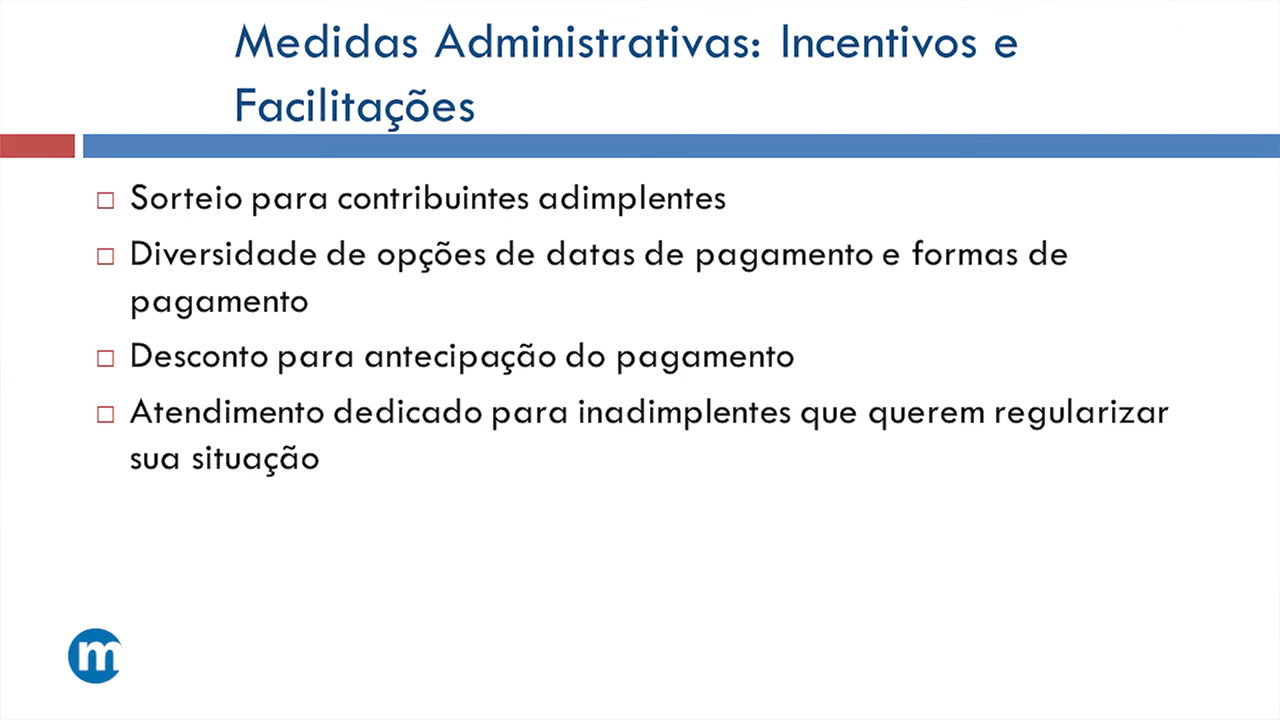 Medidas Administrativas: Incentivos e
Facilitações
Sorteio para contribuintes adimplentes
Diversidade de opções de datas de pagamento e formas de
pagamento
Desconto para antecipação do pagamento
Atendimento dedicado para inadimplentes que querem regularizar
sua situação
m